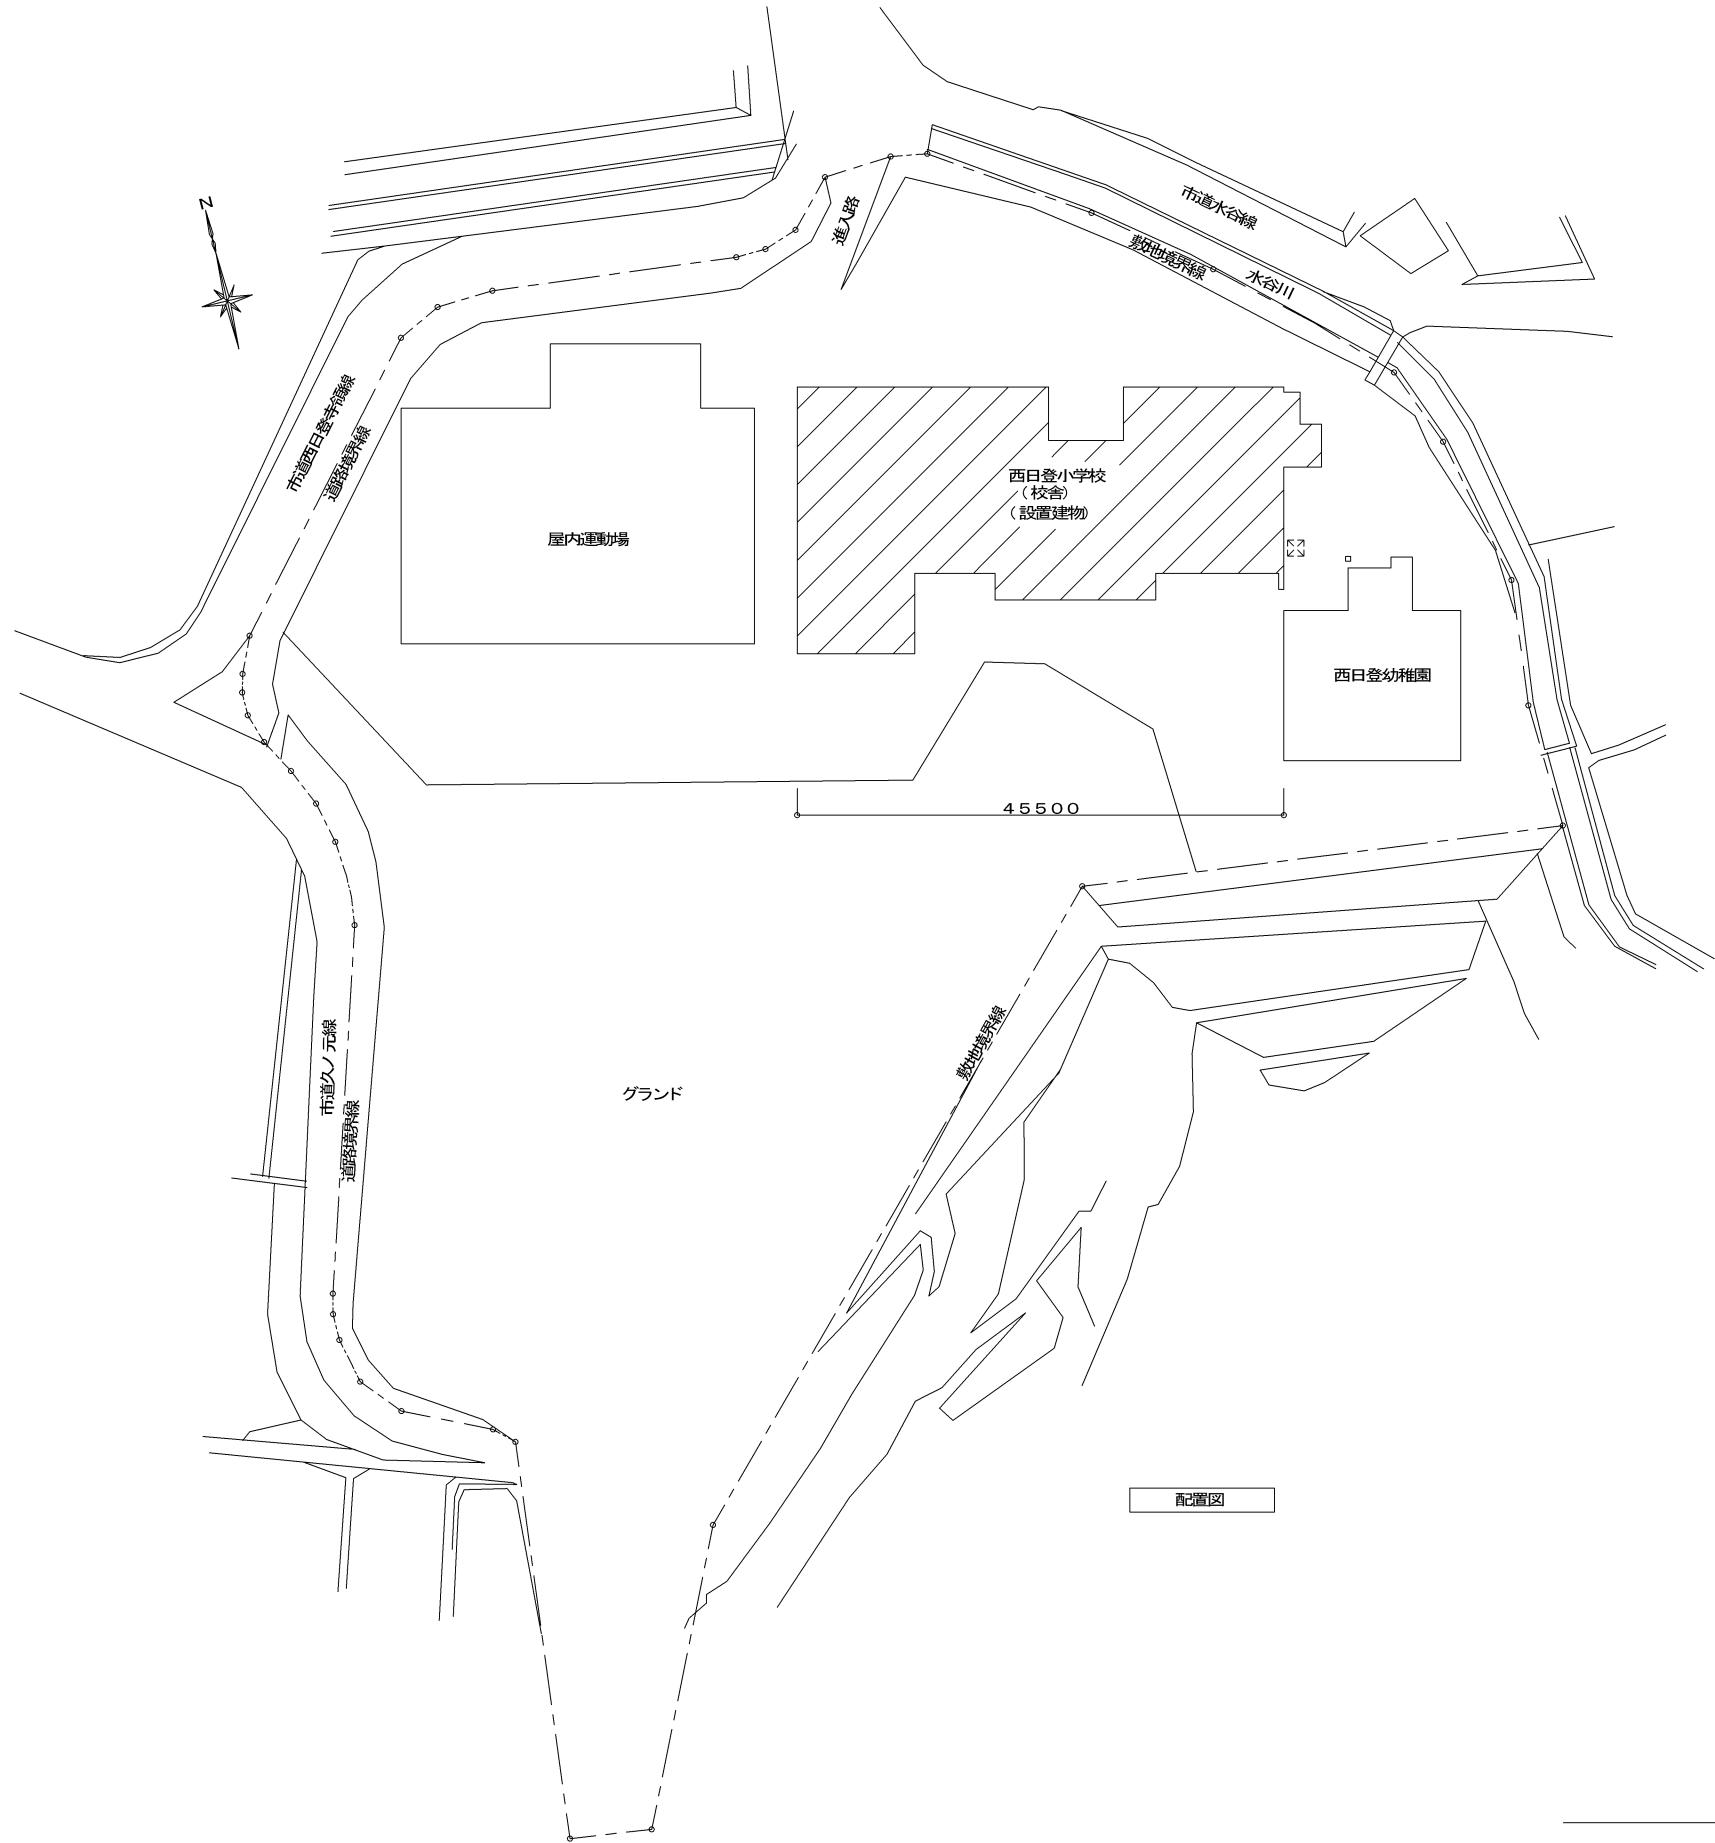 市道水谷線
N
進入路
敷地境界線
水谷川
市道西日登寺領線
道路境界線
西日登小学校
（校舎）
（設置建物）
屋内運動場
西日登幼稚園
45500
市道久ノ元線
敷地境界線
グランド
道路境界線
配置図